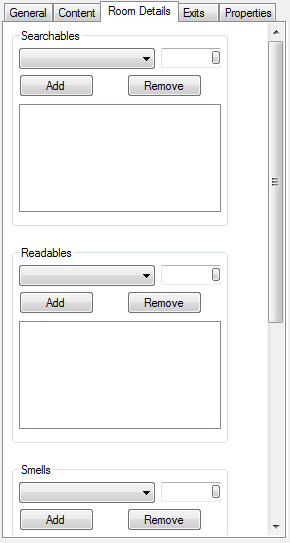 General Content Room Details Exits Properties
Searchables
Add Remove
Readables
Add Remove
Smells
Add Remove